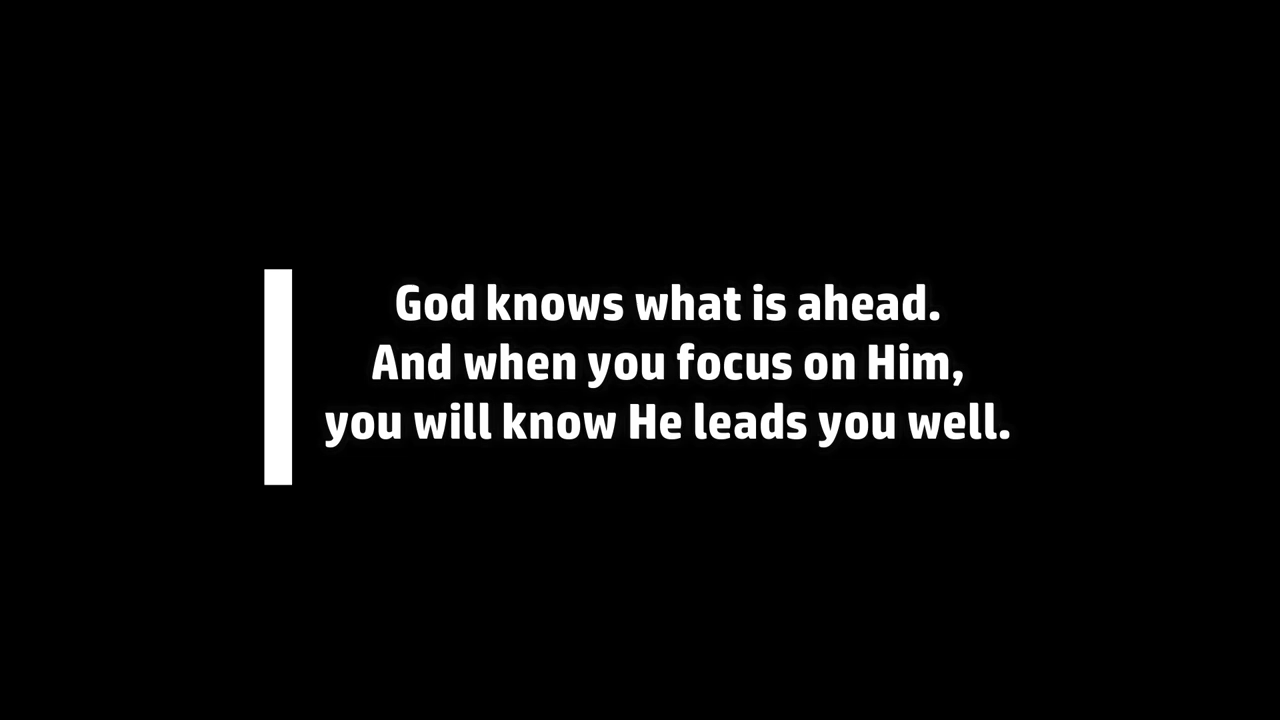 God knows what is ahead.
And when you focus on Him,
you will know He leads you well.